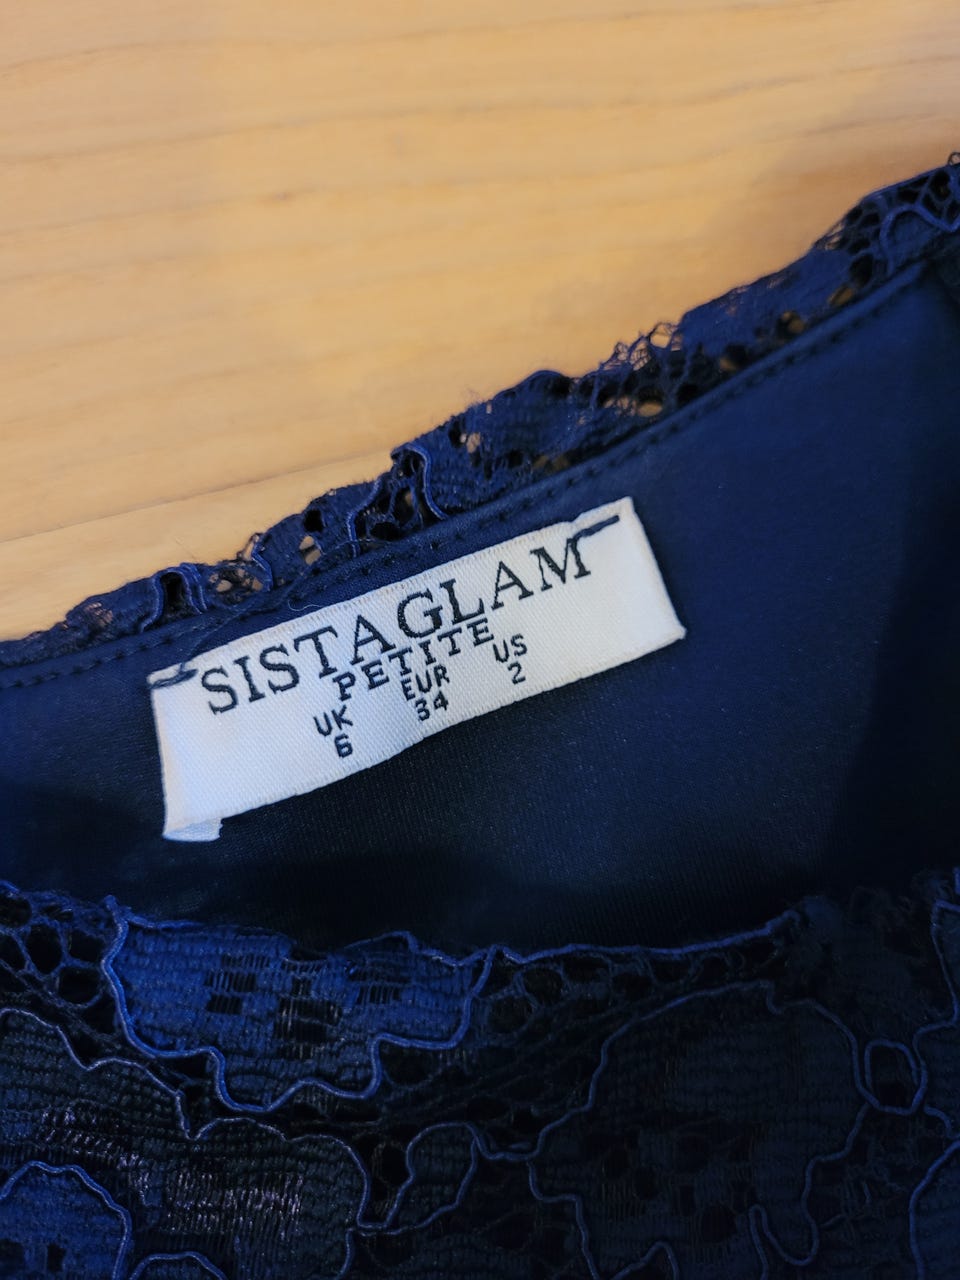 SISTAGLAM
PETITE
UK EUR US
6 34 2